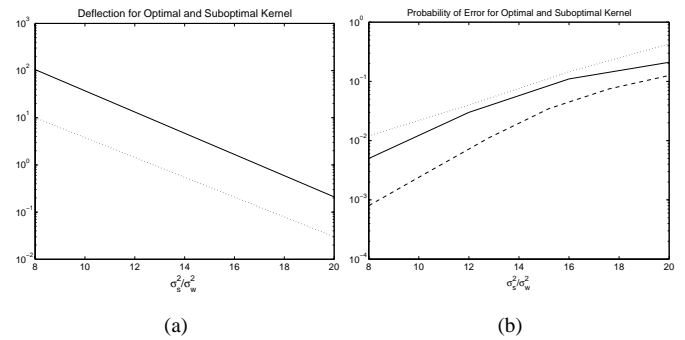 Deflection for Optimal and Suboptimal Kernel
10^3
10^2
10^1
10^0
10^-1
10^-2
8 10 12 14 16 18 20
σ_s^2/σ_w^2
(a)
Probability of Error for Optimal and Suboptimal Kernel
10^0
10^-1
10^-2
10^-3
10^-4
8 10 12 14 16 18 20
σ_s^2/σ_w^2
(b)